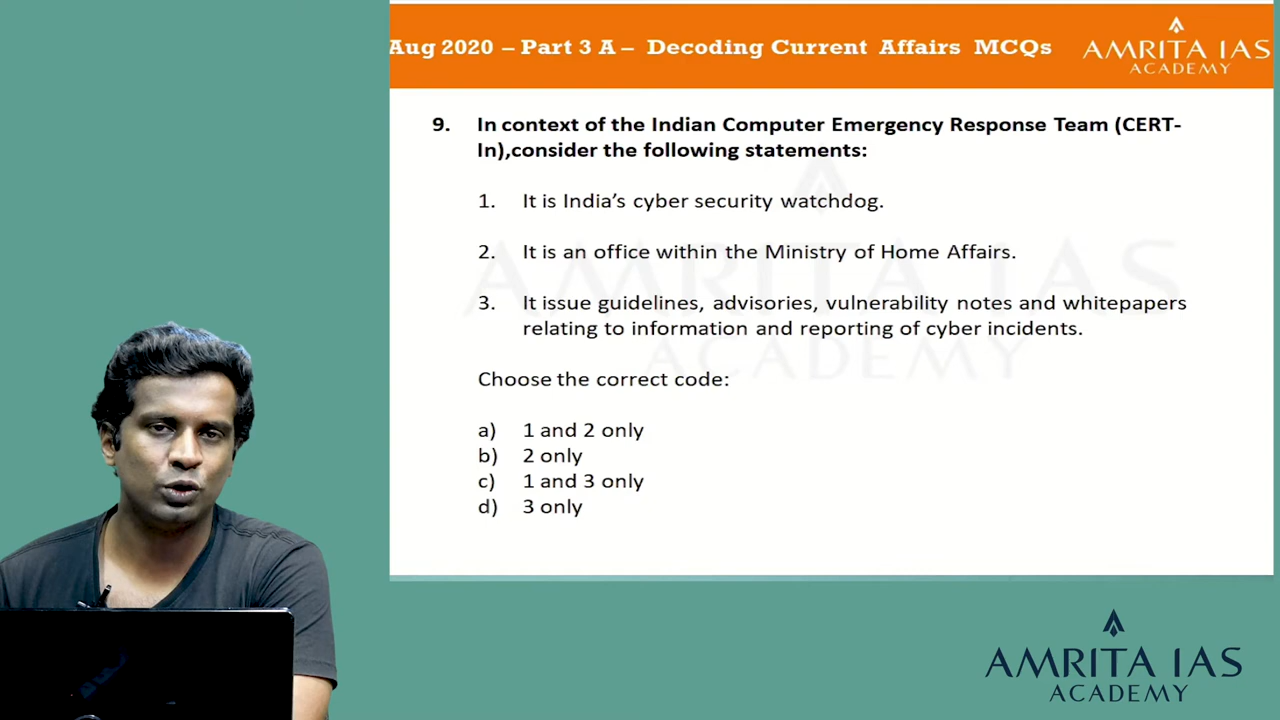 Aug 2020 – Part 3 A – Decoding Current Affairs MCQs
AMRITA IAS
ACADEMY
9. In context of the Indian Computer Emergency Response Team (CERT-
In),consider the following statements:
1. It is India's cyber security watchdog.
2. It is an office within the Ministry of Home Affairs.
3. It issue guidelines, advisories, vulnerability notes and whitepapers
relating to information and reporting of cyber incidents.
Choose the correct code:
a) 1 and 2 only
b) 2 only
c) 1 and 3 only
d) 3 only
AMRITA IAS
ACADEMY
AMRITA IAS
ACADEMY